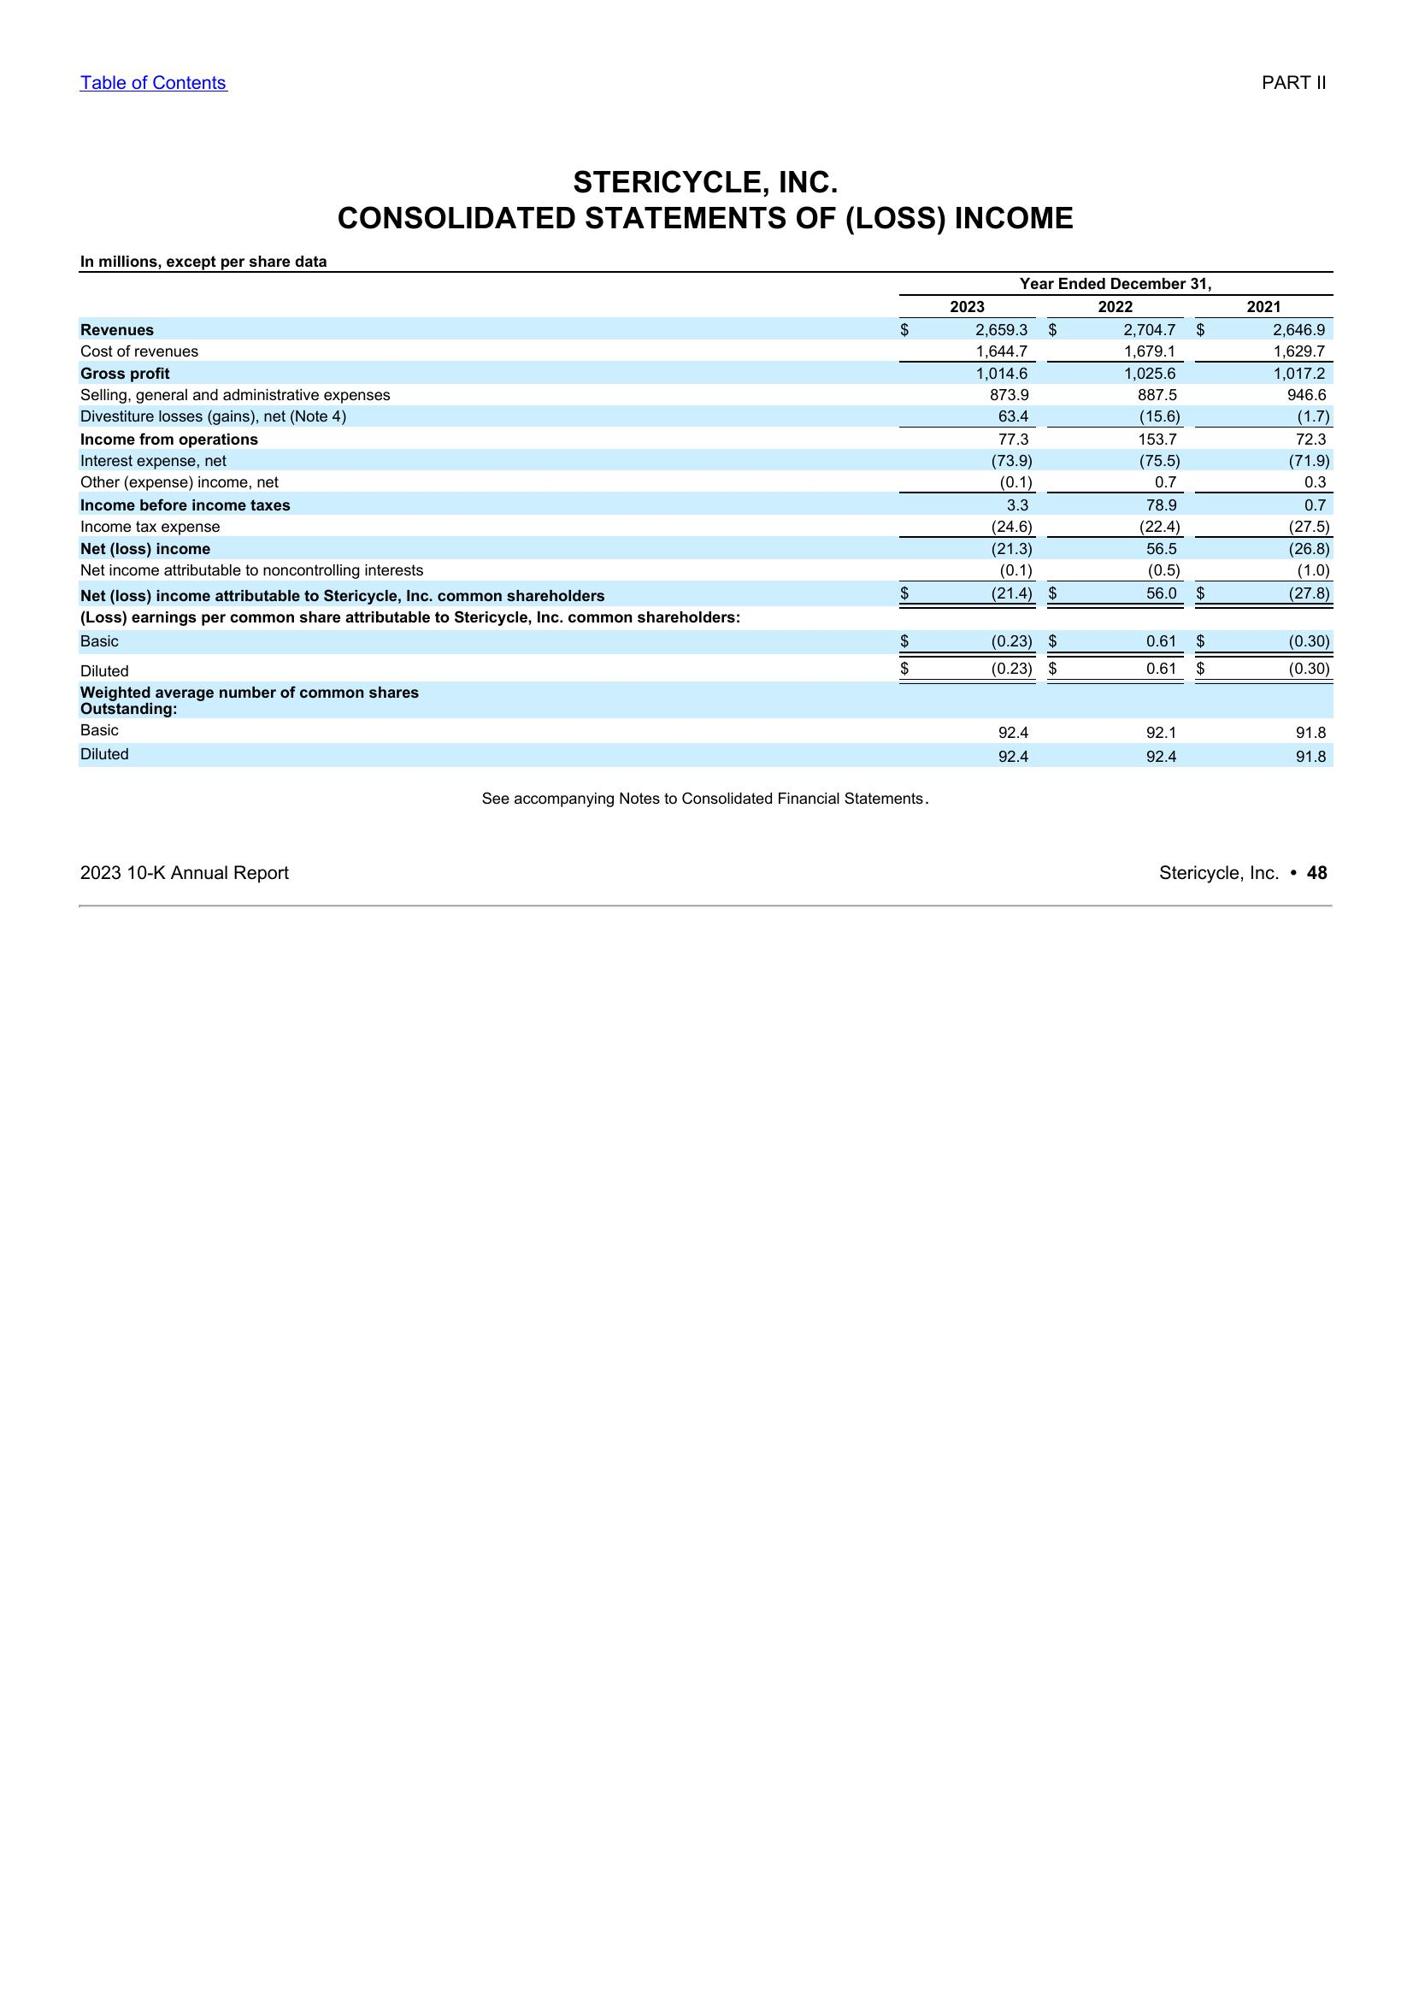 Table of Contents PART II
STERICYCLE, INC.
CONSOLIDATED STATEMENTS OF (LOSS) INCOME
In millions, except per share data
Year Ended December 31,
2023 2022 2021
Revenues $ 2,659.3 $ 2,704.7 $ 2,646.9
Cost of revenues 1,644.7 1,679.1 1,629.7
Gross profit 1,014.6 1,025.6 1,017.2
Selling, general and administrative expenses 873.9 887.5 946.6
Divestiture losses (gains), net (Note 4) 63.4 (15.6) (1.7)
Income from operations 77.3 153.7 72.3
Interest expense, net (73.9) (75.5) (71.9)
Other (expense) income, net (0.1) 0.7 0.3
Income before income taxes 3.3 78.9 0.7
Income tax expense (24.6) (22.4) (27.5)
Net (loss) income (21.3) 56.5 (26.8)
Net income attributable to noncontrolling interests (0.1) (0.5) (1.0)
Net (loss) income attributable to Stericycle, Inc. common shareholders $ (21.4) $ 56.0 $ (27.8)
(Loss) earnings per common share attributable to Stericycle, Inc. common shareholders:
Basic $ (0.23) $ 0.61 $ (0.30)
Diluted $ (0.23) $ 0.61 $ (0.30)
Weighted average number of common shares
Outstanding:
Basic 92.4 92.1 91.8
Diluted 92.4 92.4 91.8
See accompanying Notes to Consolidated Financial Statements.
2023 10-K Annual Report Stericycle, Inc. • 48